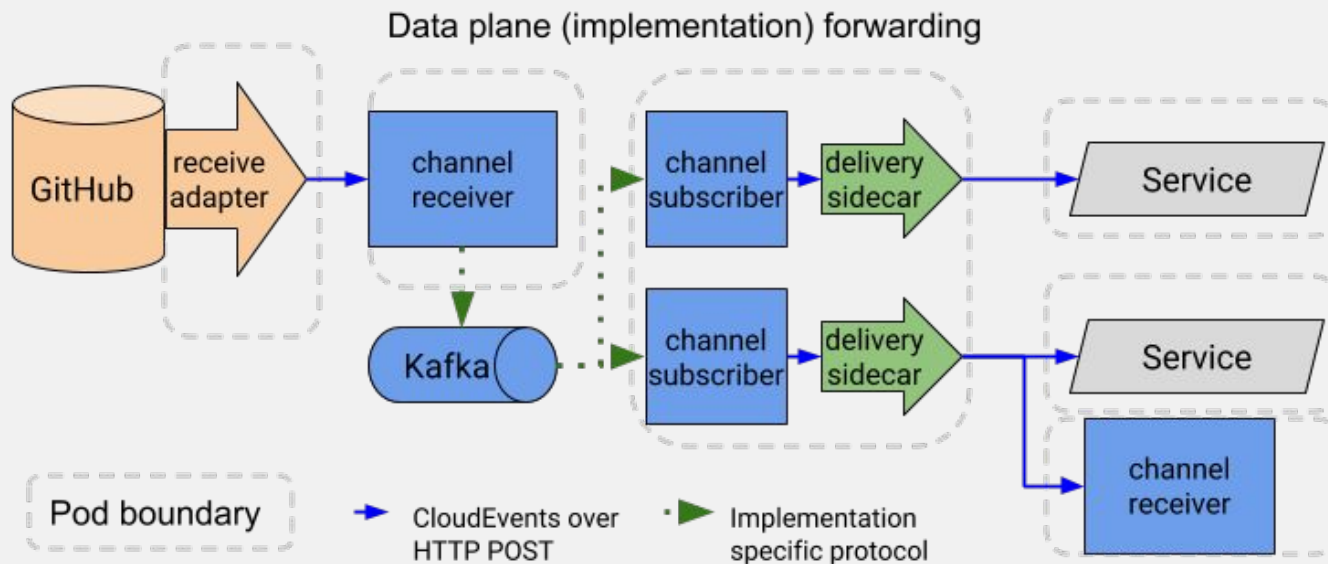 Data plane (implementation) forwarding
GitHub
receive
adapter
channel
receiver
Kafka
channel
subscriber
delivery
sidecar
Service
channel
subscriber
delivery
sidecar
Service
channel
receiver
Pod boundary
CloudEvents over
HTTP POST
Implementation
specific protocol